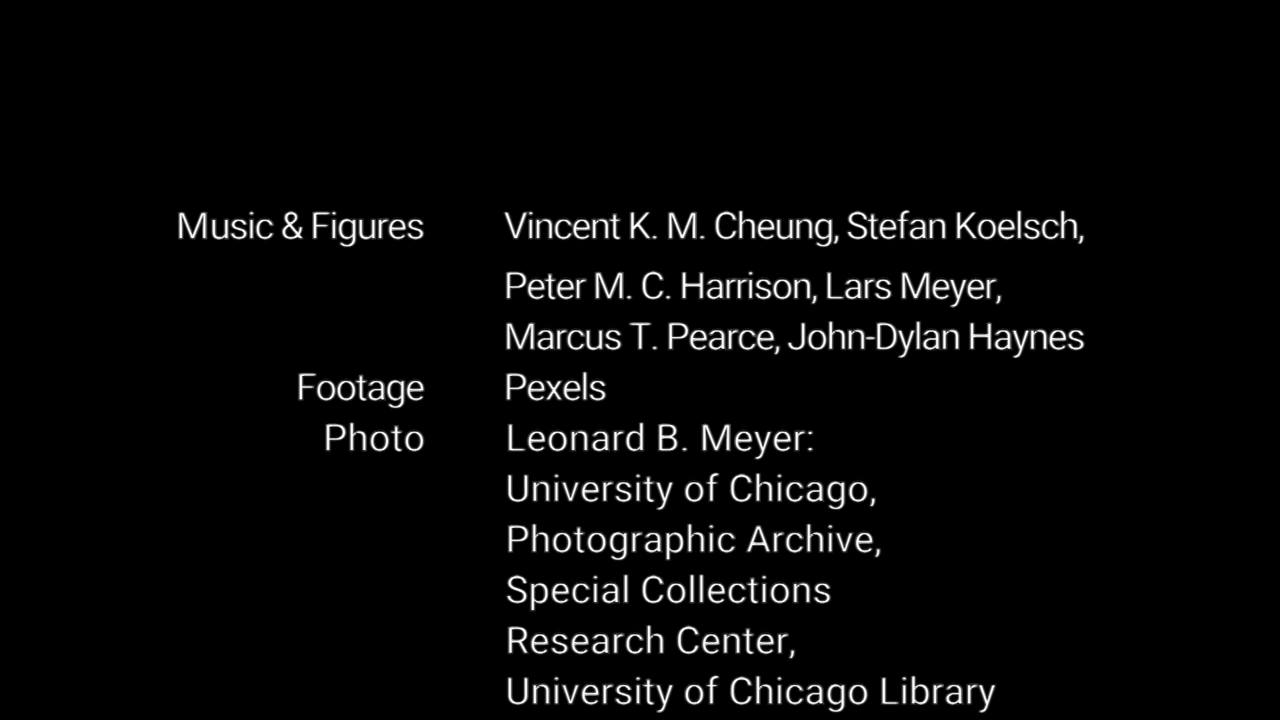 Music & Figures Vincent K. M. Cheung, Stefan Koelsch,
Peter M. C. Harrison, Lars Meyer,
Marcus T. Pearce, John-Dylan Haynes
Footage Pexels
Photo Leonard B. Meyer:
University of Chicago,
Photographic Archive,
Special Collections
Research Center,
University of Chicago Library